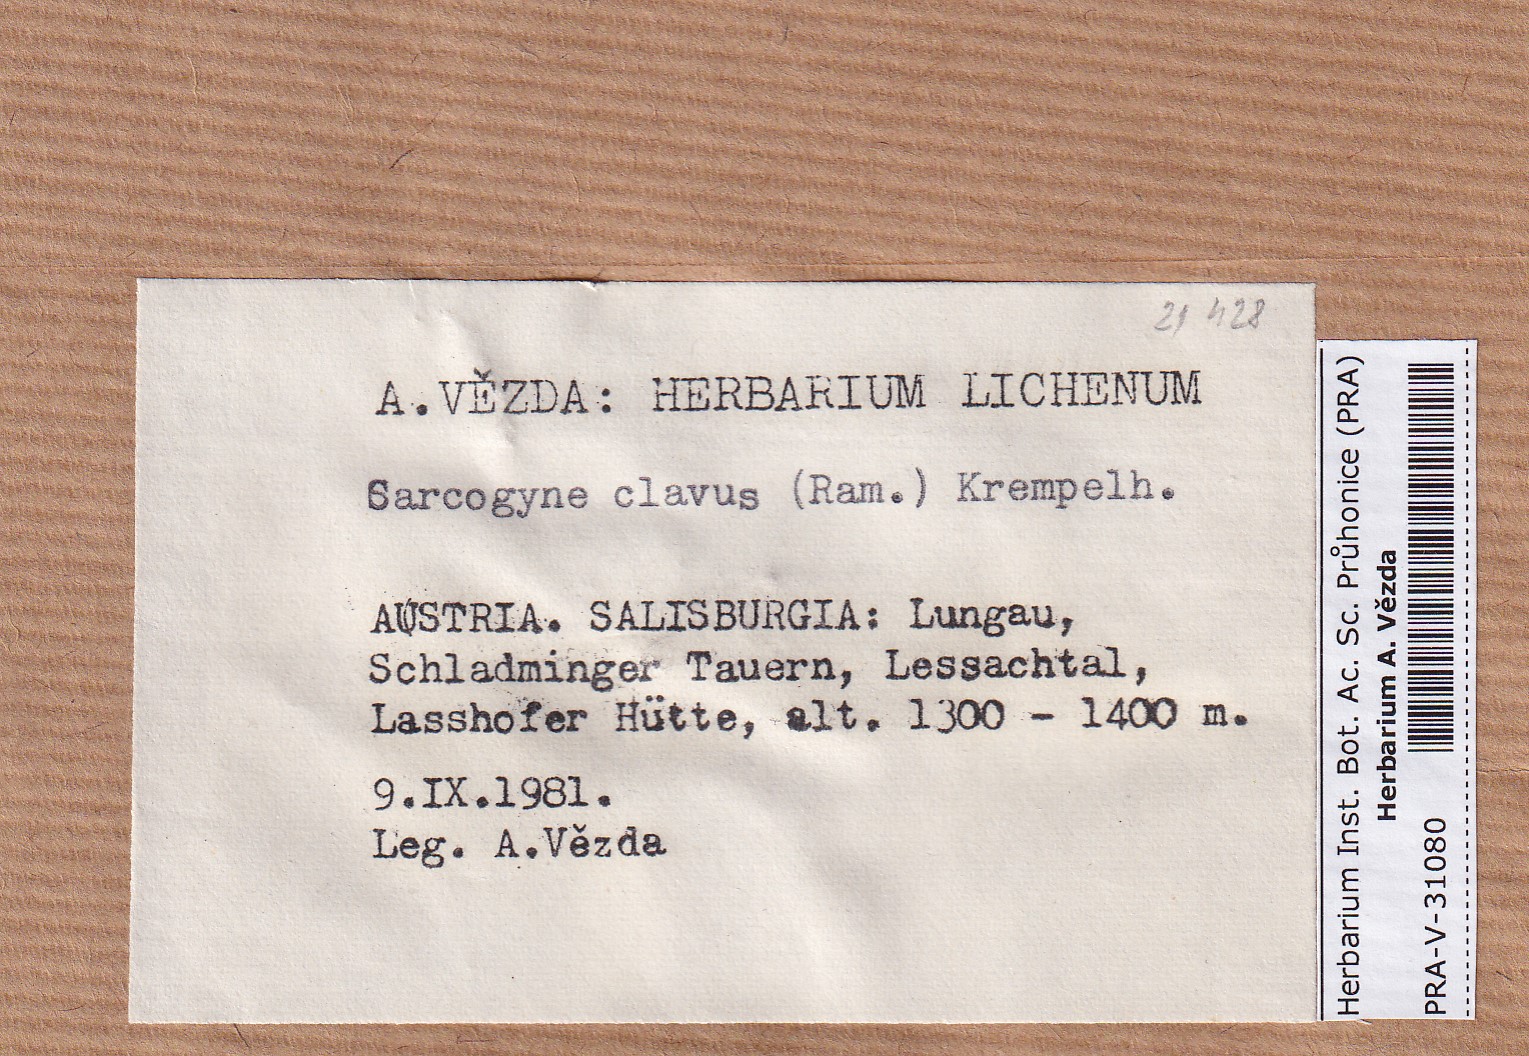 21 428
A.VĚZDA: HERBARIUM LICHENUM
Sarcogyne clavus (Ram.) Krempelh.
AUSTRIA. SALISBURGIA: Lungau,
Schladminger Tauern, Lessachtal,
Lasshofer Hütte, alt. 1300 - 1400 m.
9.IX.1981.
Leg. A.Vězda
Herbarium Inst. Bot. Ac. Sc. Průhonice (PRA)
Herbarium A. Vězda
PRA-V-31080